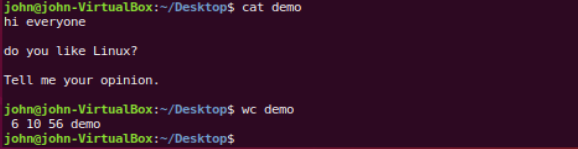 john@john-VirtualBox:~/Desktop$ cat demo
hi everyone
do you like Linux?
Tell me your opinion.
john@john-VirtualBox:~/Desktop$ wc demo
 6 10 56 demo
john@john-VirtualBox:~/Desktop$